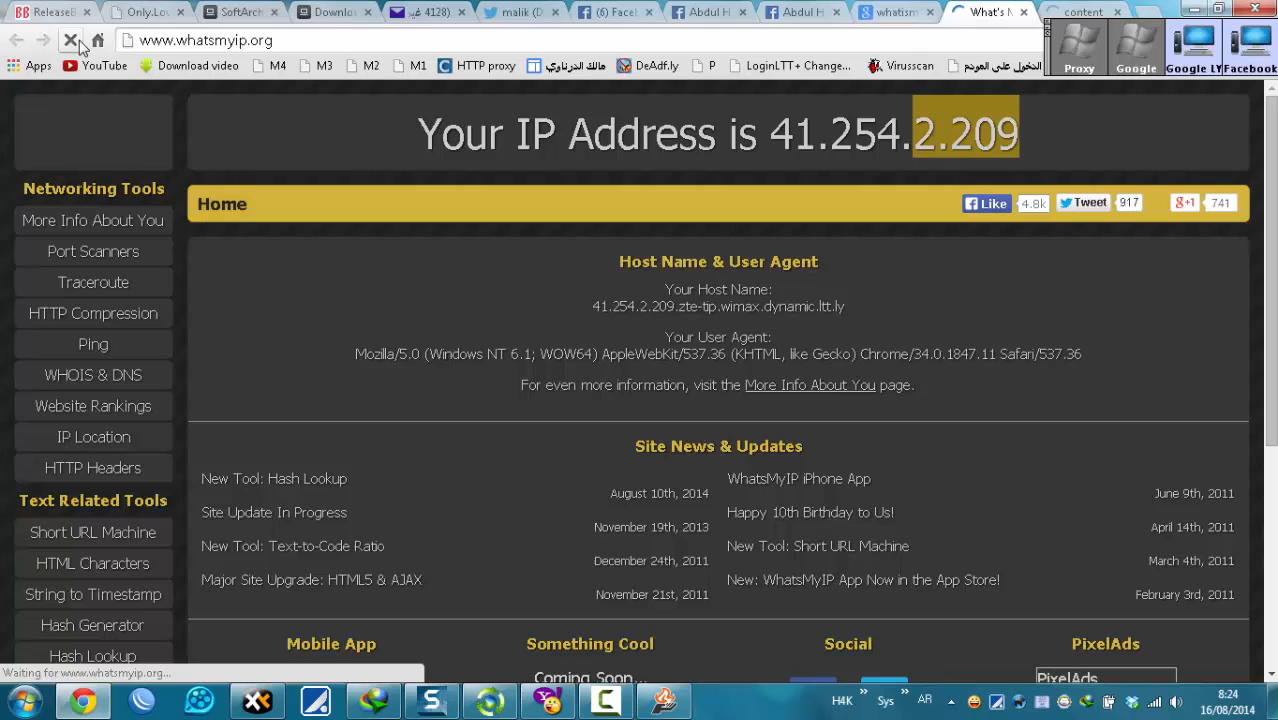 ReleaseB
Only.Lov
SoftArch
Downloa
(4128) غير
malik (D
(6) Facel
Abdul H
Abdul H
whatism
What's N
content
www.whatsmyip.org
Apps YouTube Download video M4 M3 M2 M1 HTTP proxy مالك الدرناوي DeAdf.ly P LoginLTT+ Change... Virusscan الدخول على المودم
Proxy Google Google LY Facebook
Your IP Address is 41.254.2.209
Home
Like 4.8k Tweet 917 +1 741
Networking Tools
More Info About You
Port Scanners
Traceroute
HTTP Compression
Ping
WHOIS & DNS
Website Rankings
IP Location
HTTP Headers
Text Related Tools
Short URL Machine
HTML Characters
String to Timestamp
Hash Generator
Hash Lookup
Host Name & User Agent
Your Host Name:
41.254.2.209.zte-tip.wimax.dynamic.ltt.ly
Your User Agent:
Mozilla/5.0 (Windows NT 6.1; WOW64) AppleWebKit/537.36 (KHTML, like Gecko) Chrome/34.0.1847.11 Safari/537.36
For even more information, visit the More Info About You page.
Site News & Updates
New Tool: Hash Lookup
August 10th, 2014
Site Update In Progress
November 19th, 2013
New Tool: Text-to-Code Ratio
December 24th, 2011
Major Site Upgrade: HTML5 & AJAX
November 21st, 2011
WhatsMyIP iPhone App
June 9th, 2011
Happy 10th Birthday to Us!
April 14th, 2011
New Tool: Short URL Machine
March 4th, 2011
New: WhatsMyIP App Now in the App Store!
February 3rd, 2011
Mobile App
Something Cool
Coming Soon...
Social
PixelAds
PixelAds
Waiting for www.whatsmyip.org...
H4K » Sys » AR
8:24
16/08/2014